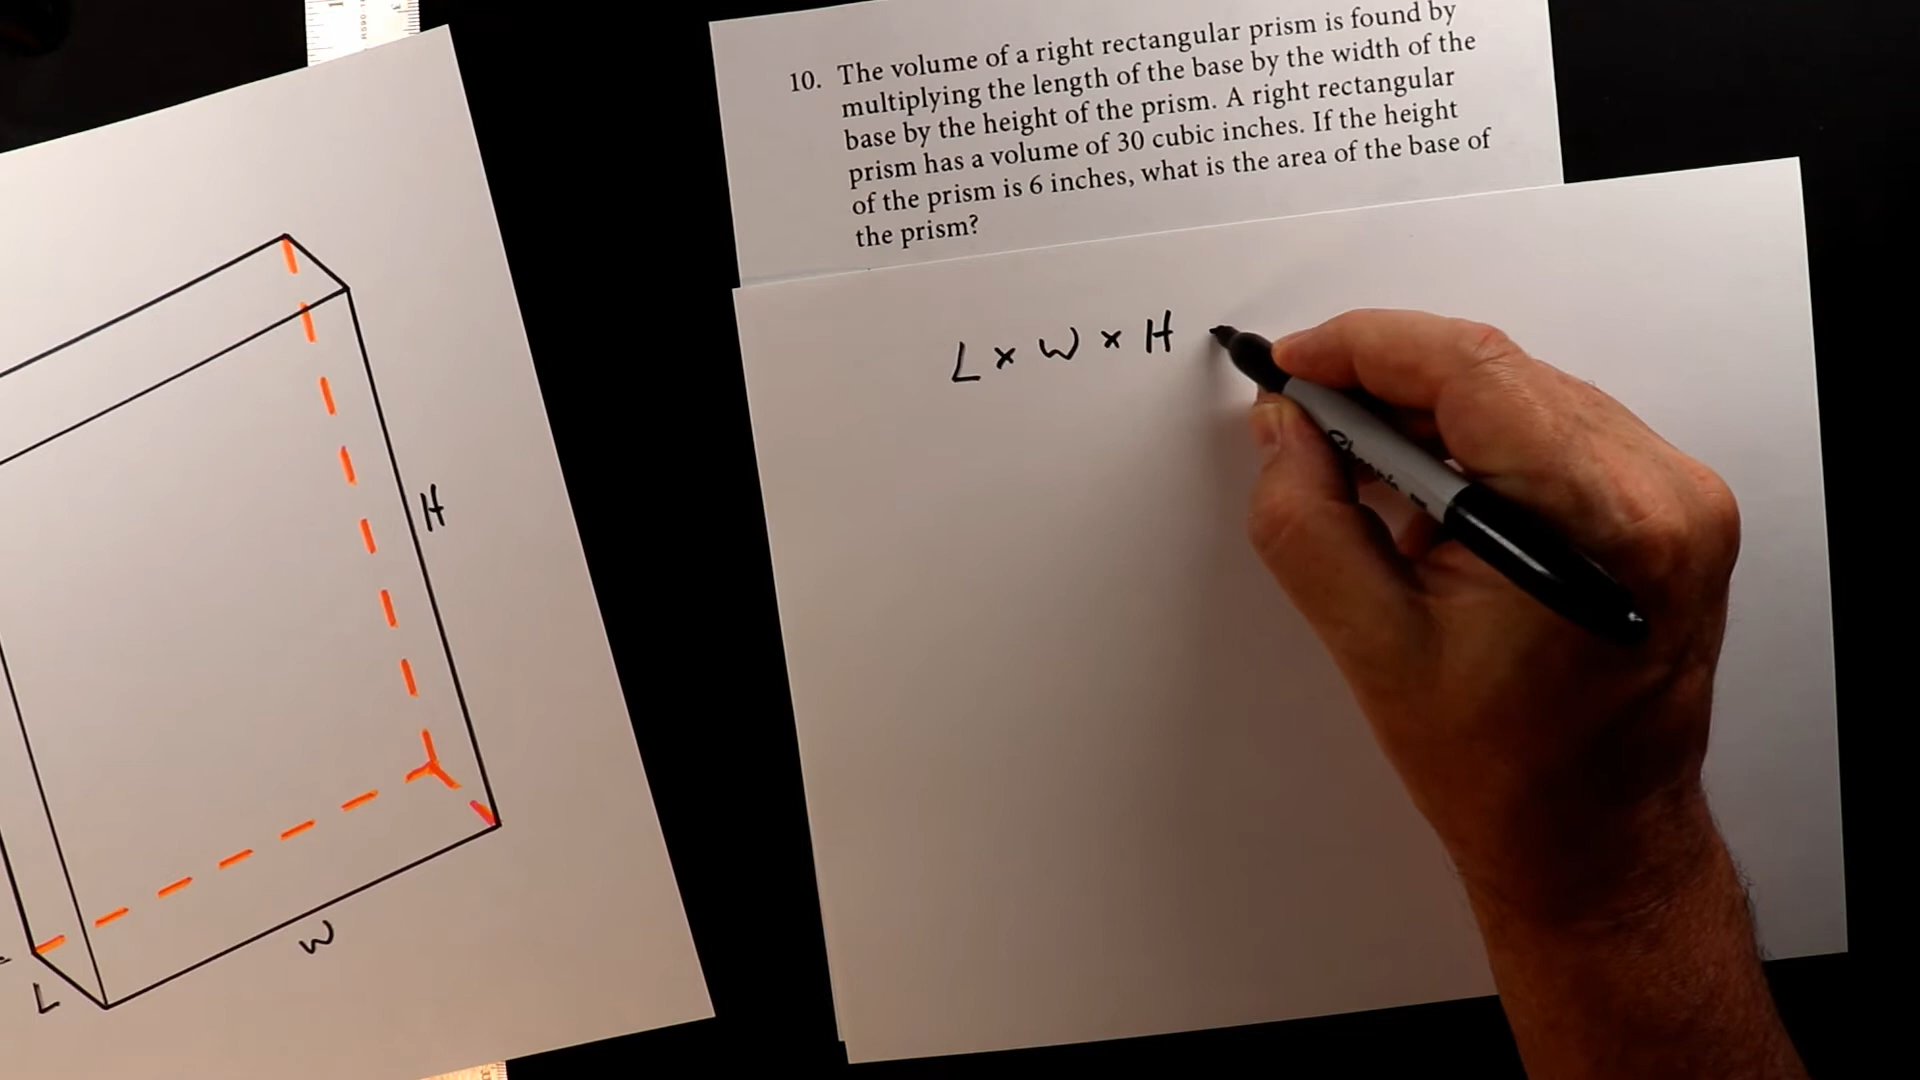 10. The volume of a right rectangular prism is found by
multiplying the length of the base by the width of the
base by the height of the prism. A right rectangular
prism has a volume of 30 cubic inches. If the height
of the prism is 6 inches, what is the area of the base of
the prism?
L × W × H
H
W
L
Sharpie